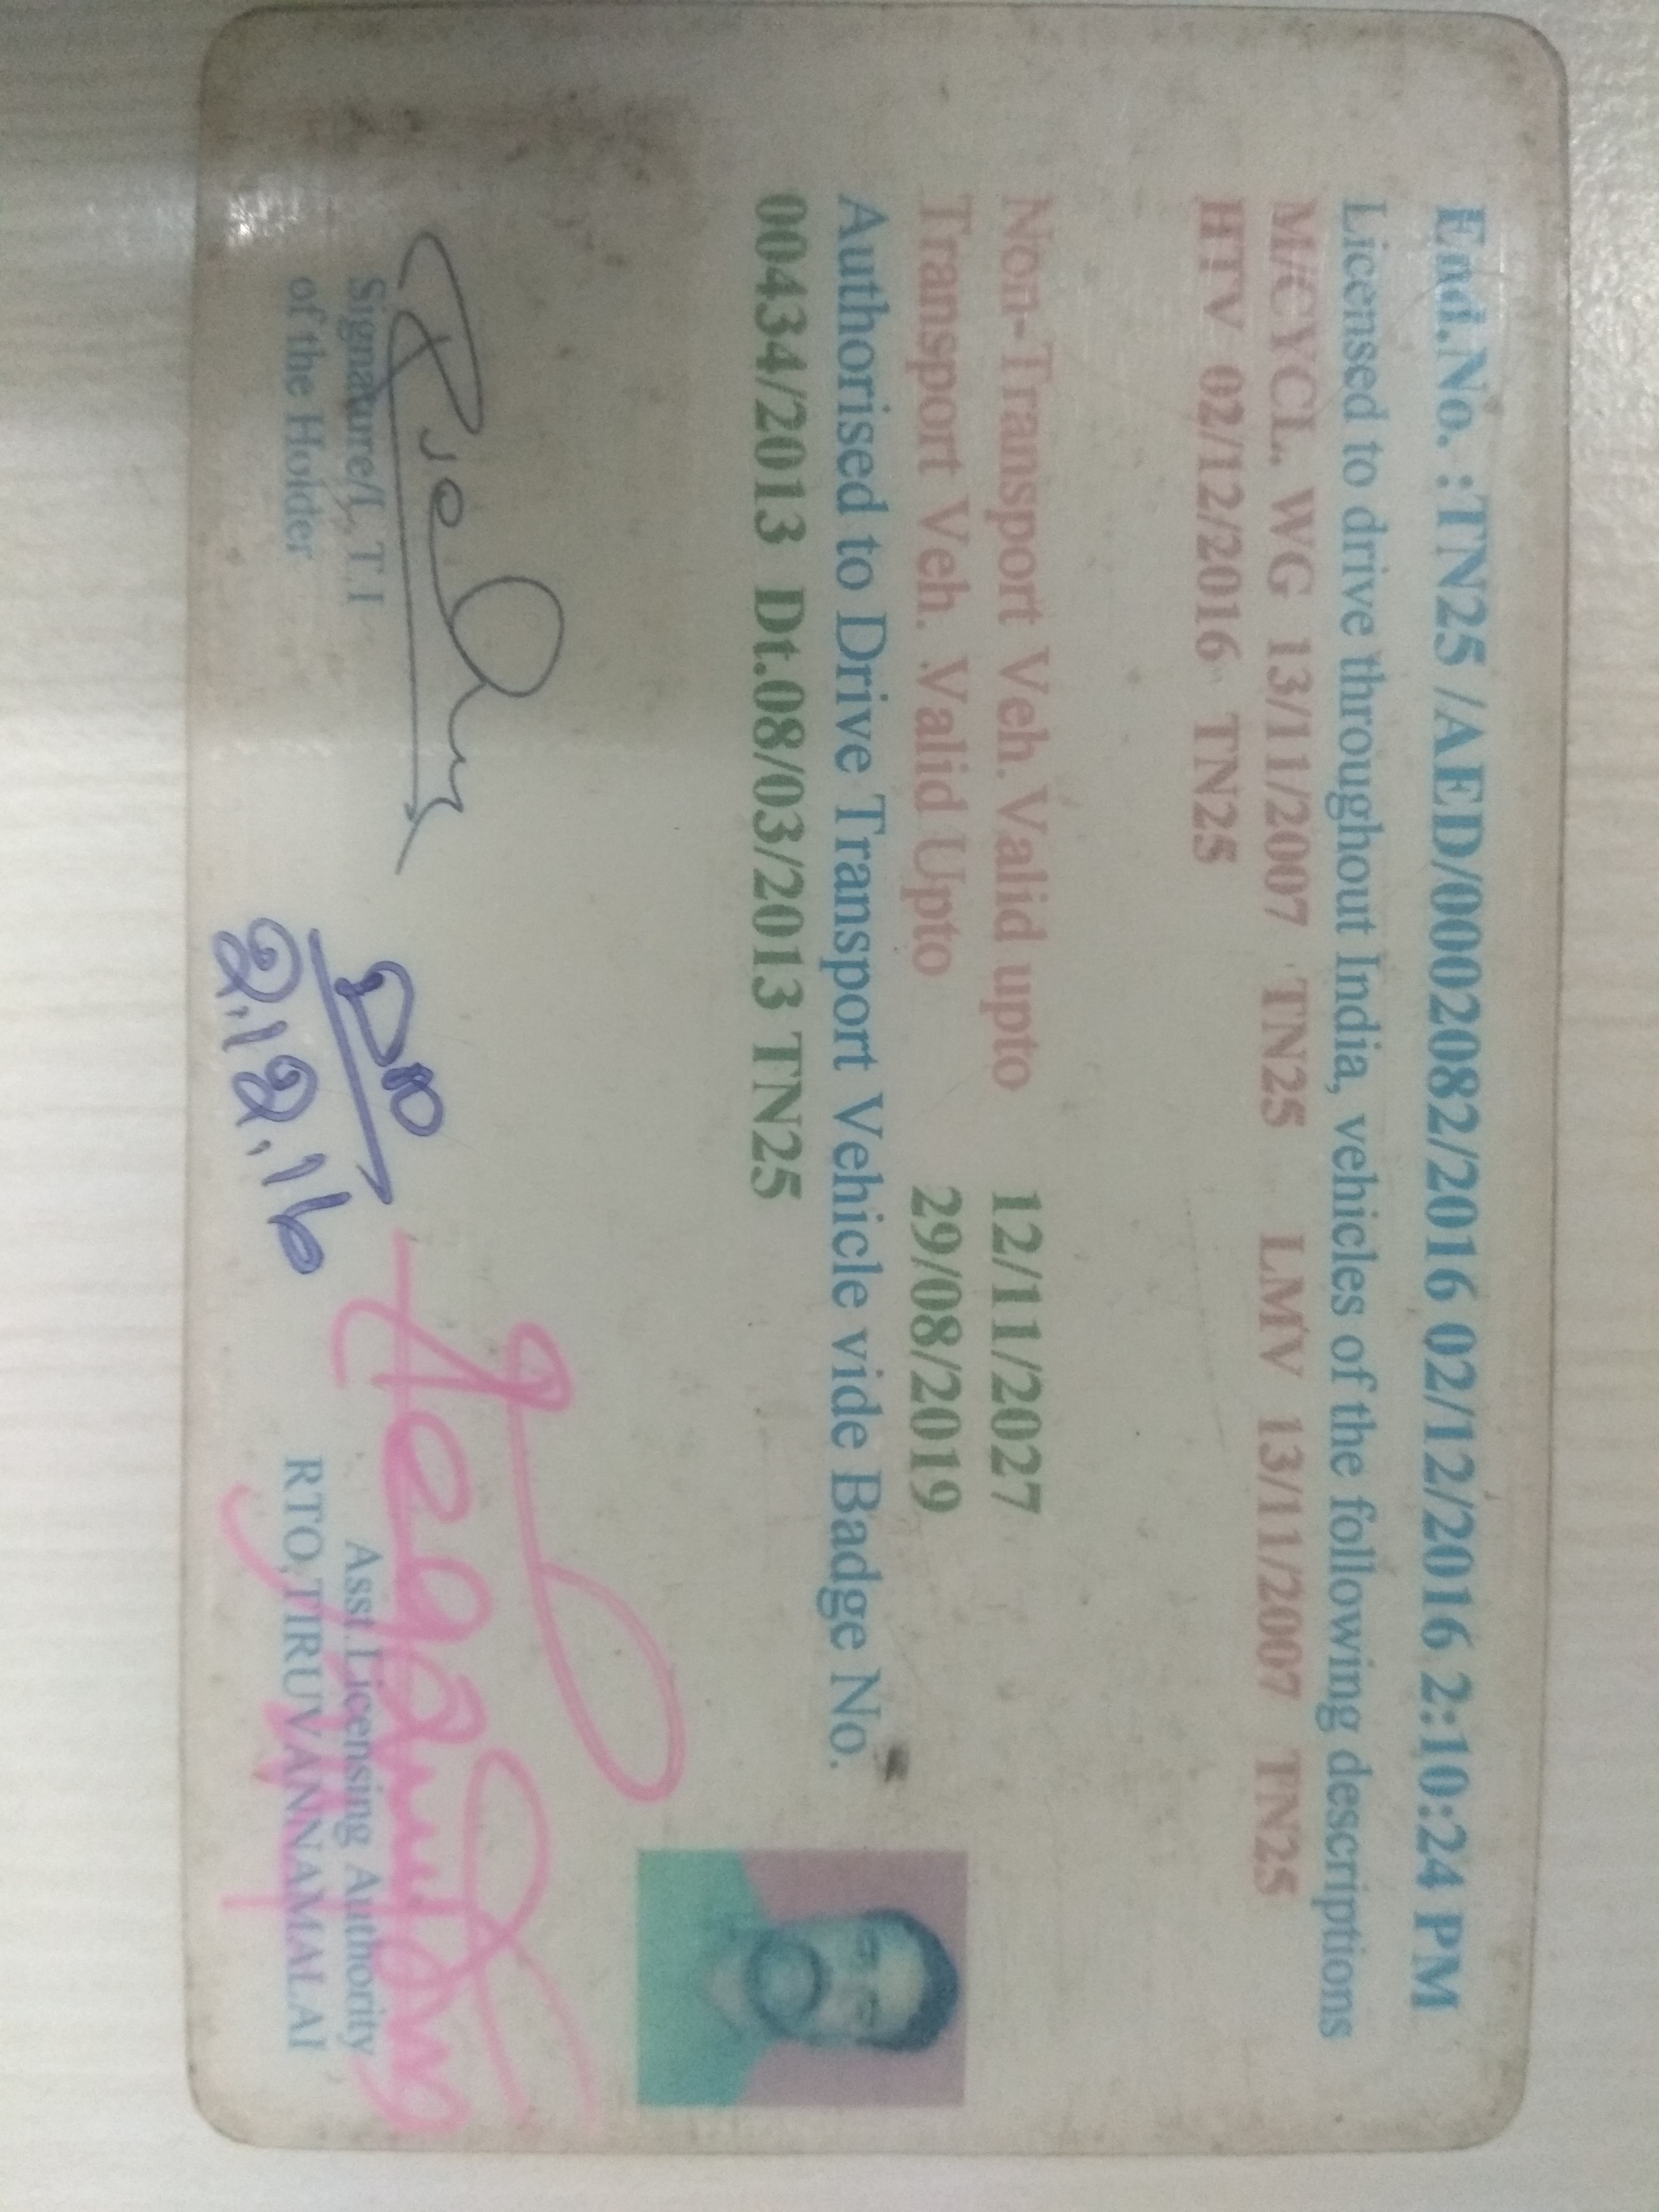 End.No. :TN25 /AED/0002082/2016 02/12/2016 2:10:24 PM
Licensed to drive throughout India, vehicles of the following descriptions
M/CYCL. WG 13/11/2007 TN25 LMV 13/11/2007 TN25
HTV 02/12/2016 TN25
Non-Transport Veh. Valid upto 12/11/2027
Transport Veh. .Valid Upto 29/08/2019
Authorised to Drive Transport Vehicle vide Badge No.
00434/2013 Dt.08/03/2013 TN25
Signature/L.T.I
of the Holder
2.12.16
Asst.Licensing Authority
RTO,TIRUVANNAMALAI